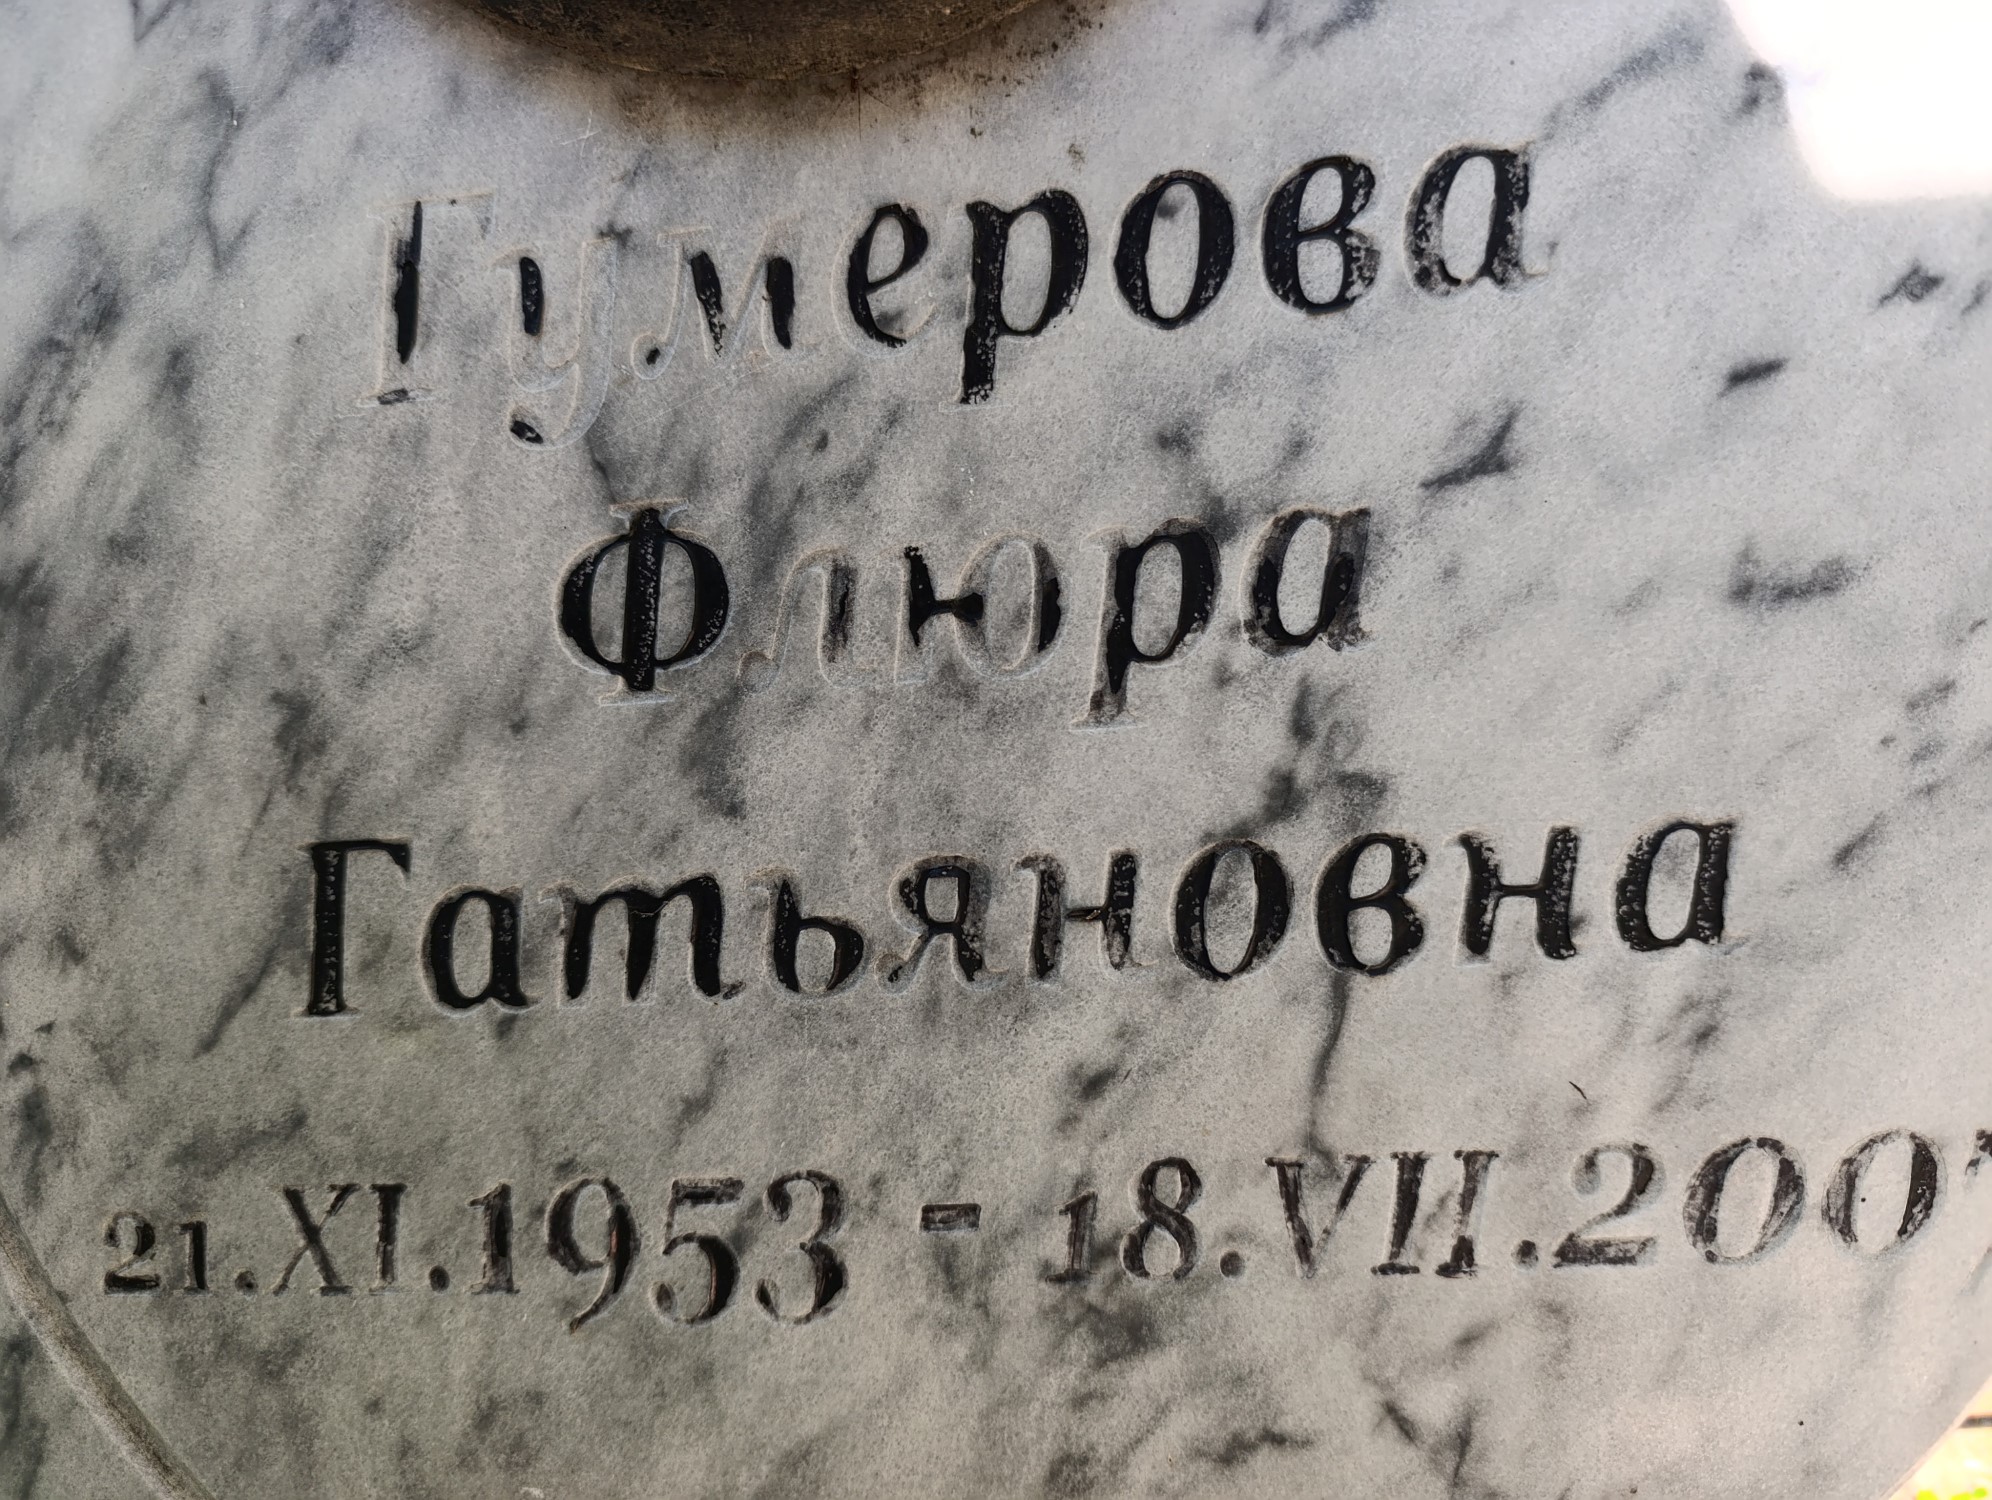 Гумерова
Флюра
Гатьяновна
21.XI.1953 - 18.VII.200